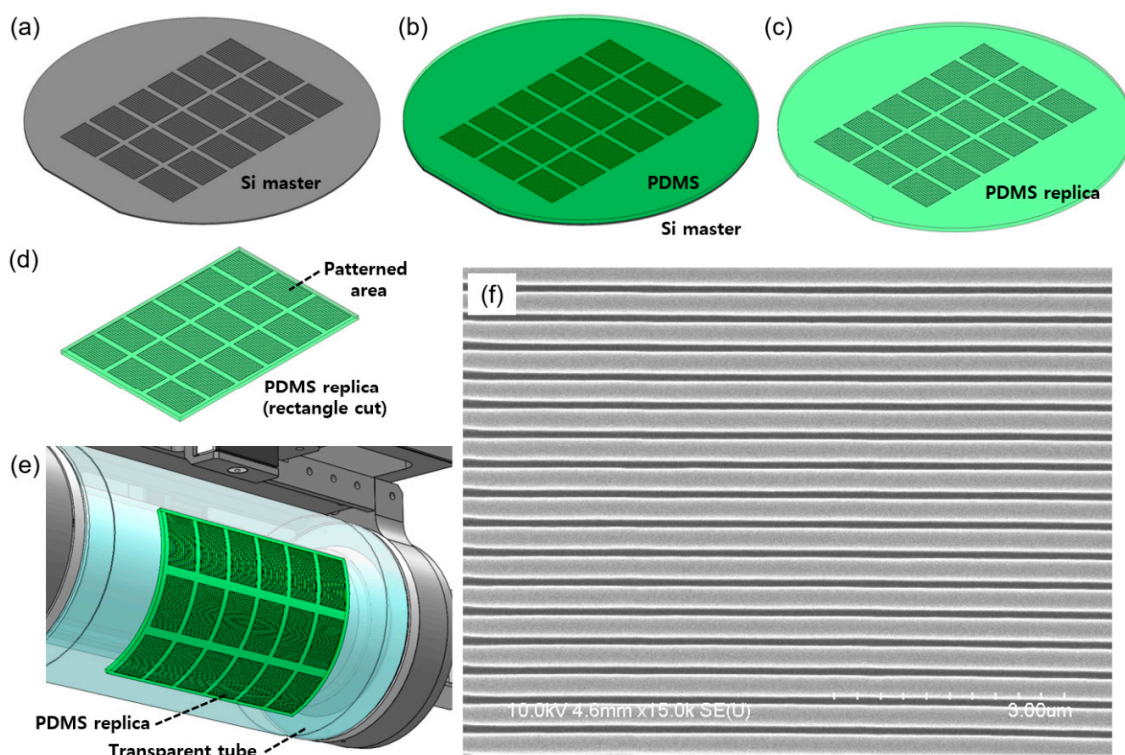 (a)
Si master
(b)
PDMS
Si master
(c)
PDMS replica
(d)
Patterned
area
PDMS replica
(rectangle cut)
(e)
PDMS replica
Transparent tube
(f)
10.0kV 4.6mm x15.0k SE(U)
3.00um